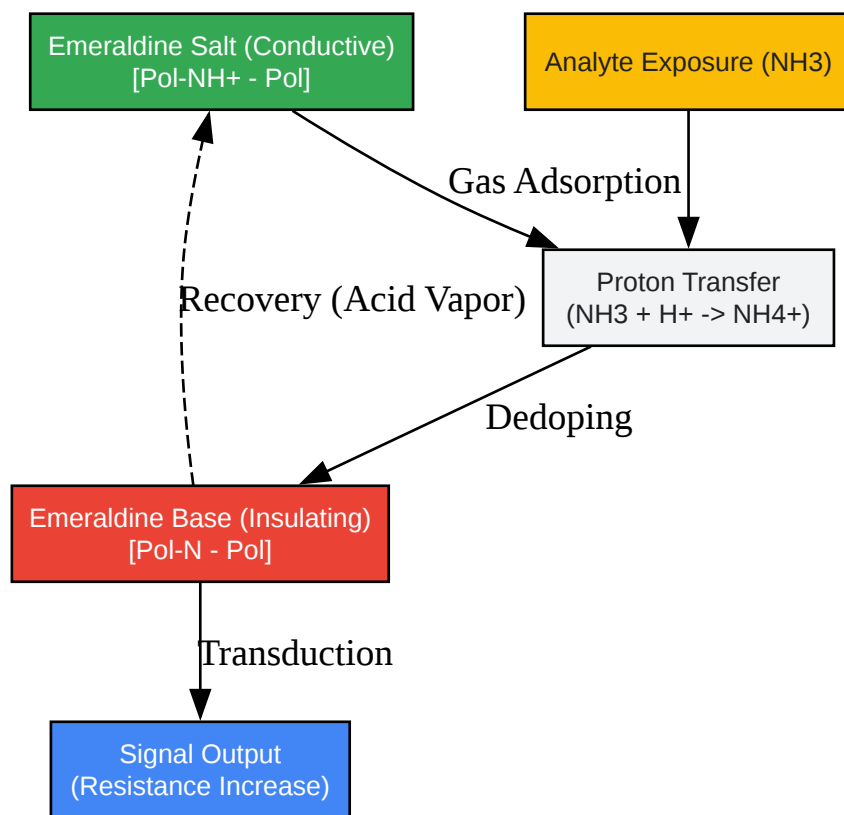 Emeraldine Salt (Conductive)
[Pol-NH+ - Pol]
Analyte Exposure (NH3)
Gas Adsorption
Proton Transfer
(NH3 + H+ -> NH4+)
Recovery (Acid Vapor)
Dedoping
Emeraldine Base (Insulating)
[Pol-N - Pol]
Transduction
Signal Output
(Resistance Increase)